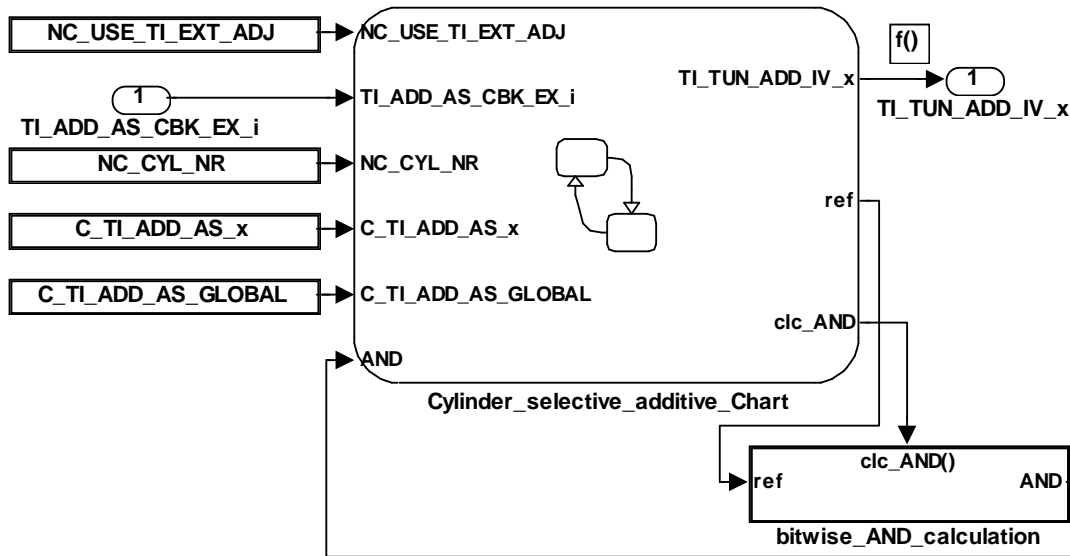 NC_USE_TI_EXT_ADJ
NC_USE_TI_EXT_ADJ
f()
TI_TUN_ADD_IV_x
1
TI_TUN_ADD_IV_x
1
TI_ADD_AS_CBK_EX_i
TI_ADD_AS_CBK_EX_i
NC_CYL_NR
NC_CYL_NR
ref
C_TI_ADD_AS_x
C_TI_ADD_AS_x
C_TI_ADD_AS_GLOBAL
C_TI_ADD_AS_GLOBAL
clc_AND
AND
Cylinder_selective_additive_Chart
clc_AND()
ref
AND
bitwise_AND_calculation